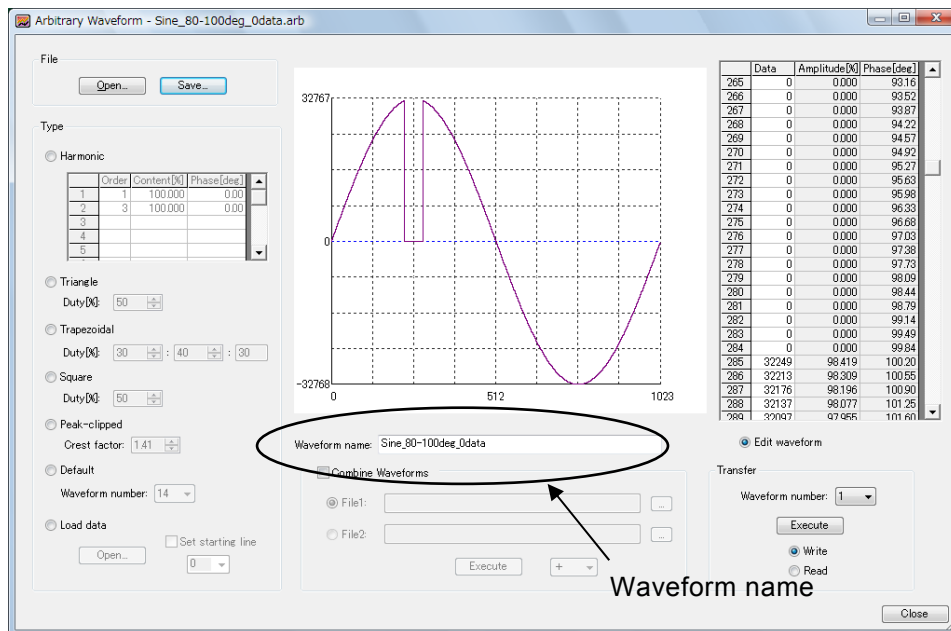 Arbitrary Waveform - Sine_80-100deg_0data.arb
File
Open...
Save...
Type
Harmonic
Order Content[%] Phase[deg]
1 1 100.000 0.00
2 3 100.000 0.00
3
4
5
Triangle
Duty[%]: 50
Trapezoidal
Duty[%]: 30 : 40 : 30
Square
Duty[%]: 50
Peak-clipped
Crest factor: 1.41
Default
Waveform number: 14
Load data
Open...
Set starting line
0
32767
0
-32768
0 512 1023
Waveform name: Sine_80-100deg_0data
Combine Waveforms
File1: ...
File2: ...
Execute +
Waveform name
Data Amplitude[%] Phase[deg]
265 0 0.000 93.16
266 0 0.000 93.52
267 0 0.000 93.87
268 0 0.000 94.22
269 0 0.000 94.57
270 0 0.000 94.92
271 0 0.000 95.27
272 0 0.000 95.63
273 0 0.000 95.98
274 0 0.000 96.33
275 0 0.000 96.68
276 0 0.000 97.03
277 0 0.000 97.38
278 0 0.000 97.73
279 0 0.000 98.09
280 0 0.000 98.44
281 0 0.000 98.79
282 0 0.000 99.14
283 0 0.000 99.49
284 0 0.000 99.84
285 32249 98.419 100.20
286 32213 98.309 100.55
287 32176 98.196 100.90
288 32137 98.077 101.25
289 32097 97.955 101.60
Edit waveform
Transfer
Waveform number: 1
Execute
Write
Read
Close